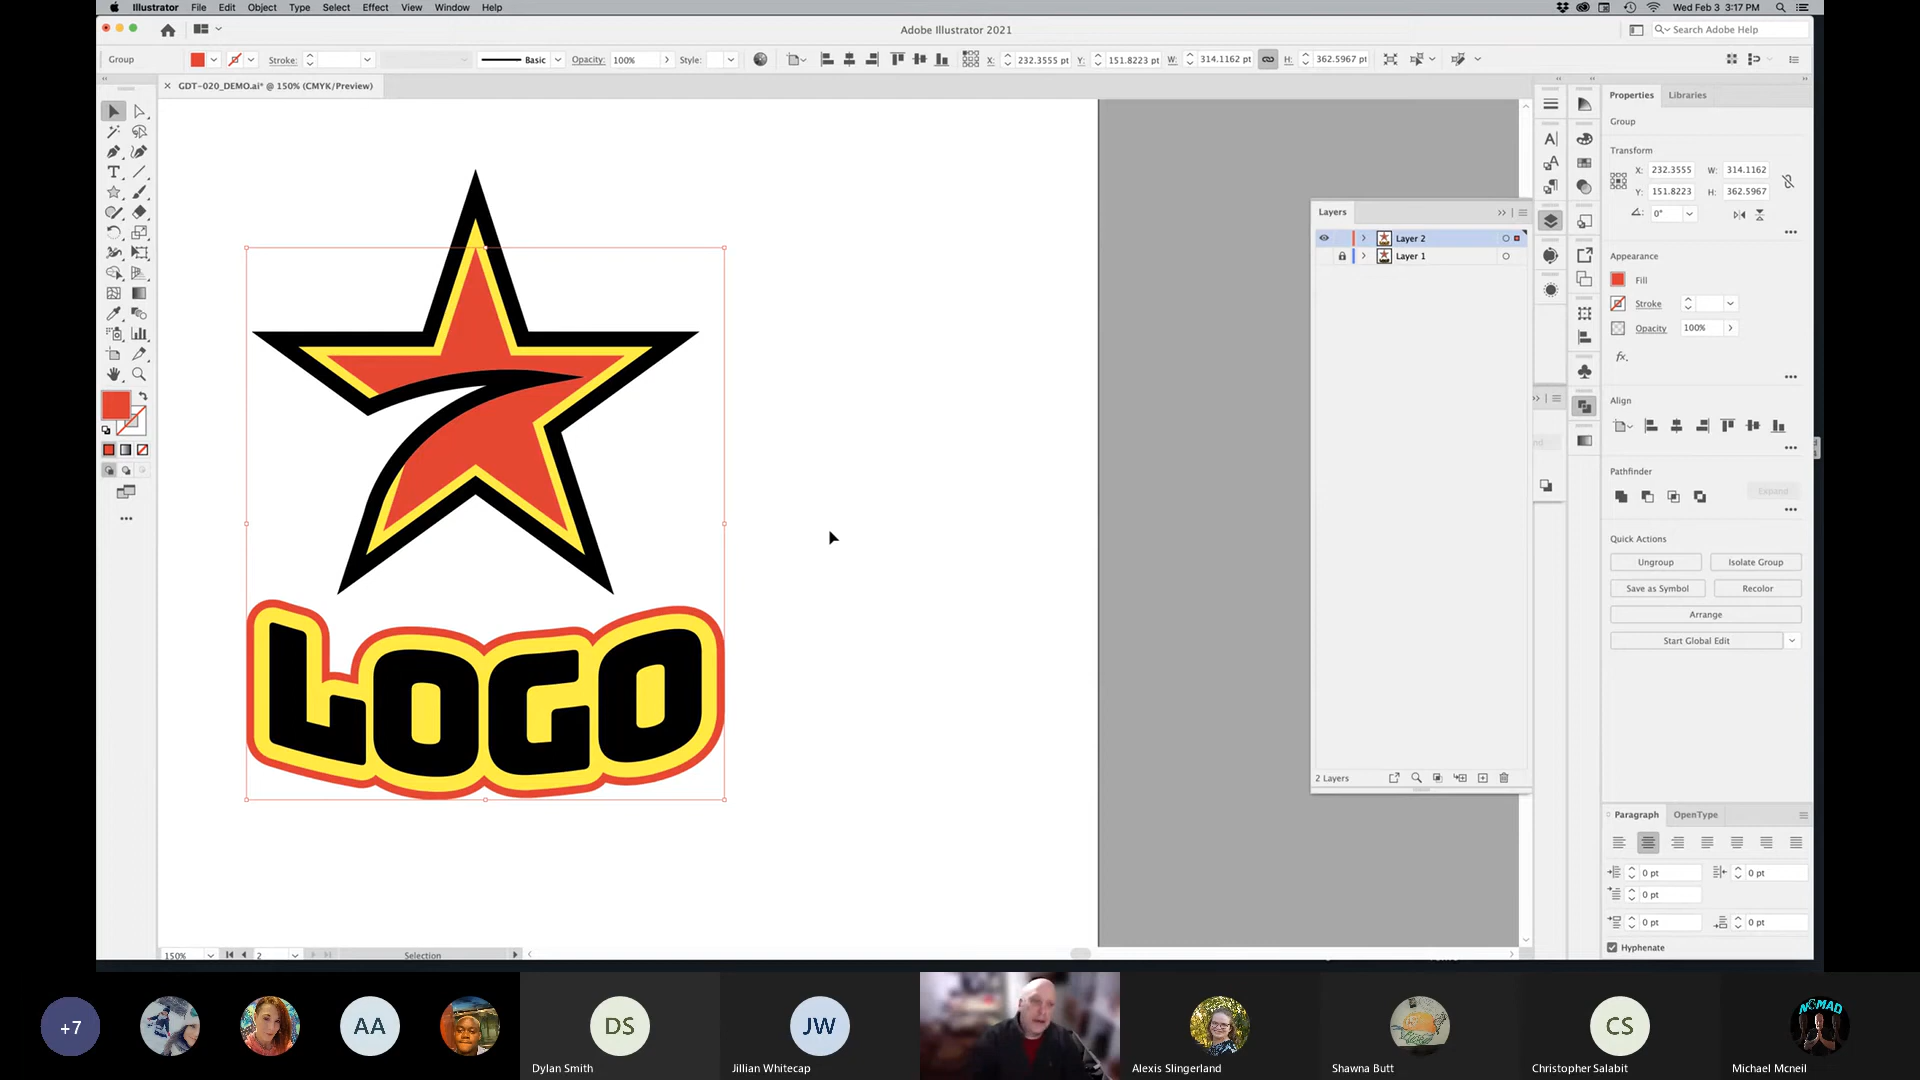 Illustrator File Edit Object Type Select Effect View Window Help
Wed Feb 3 3:17 PM
Adobe Illustrator 2021
Search Adobe Help
Group
Stroke:
Basic
Opacity: 100%
Style:
X: 232.3555 pt Y: 151.8223 pt W: 314.1162 pt H: 362.5967 pt
GDT-020_DEMO.ai* @ 150% (CMYK/Preview)
Properties Libraries
Group
Transform
X: 232.3555 W: 314.1162
Y: 151.8223 H: 362.5967
0°
Layers
Layer 2
Layer 1
Appearance
Fill
Stroke
Opacity 100%
fx.
Align
Pathfinder
Expand
Quick Actions
Ungroup Isolate Group
Save as Symbol Recolor
Arrange
Start Global Edit
LOGO
2 Layers
Paragraph OpenType
0 pt 0 pt
0 pt
0 pt 0 pt
Hyphenate
150% 2 Selection
+7
AA
DS
JW
CS
NOMAD
Dylan Smith
Jillian Whitecap
Alexis Slingerland
Shawna Butt
Christopher Salabit
Michael Mcneil